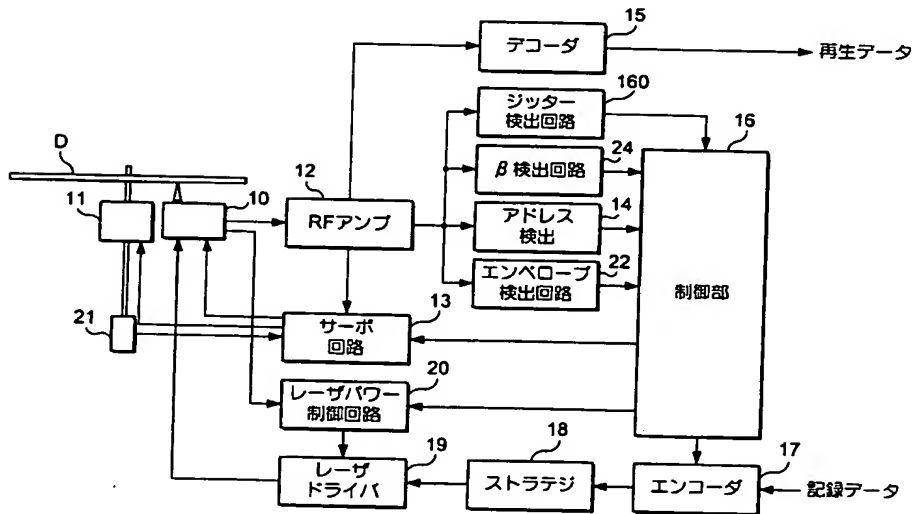 15
デコーダ
再生データ
160
ジッター
検出回路
16
D
24
β 検出回路
12
11
10
RFアンプ
14
アドレス
検出
22
エンベロープ
検出回路
制御部
13
21
サーボ
回路
20
レーザパワー
制御回路
18
19
17
レーザ
ドライバ
ストラテジ
エンコーダ
記録データ